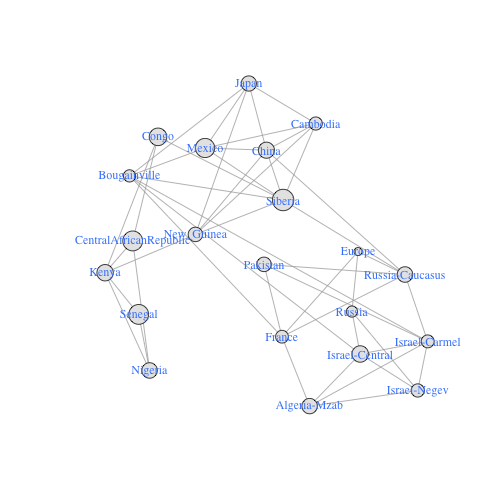 Japan
Cambodia
Congo
Mexico
China
Bougainville
Siberia
New Guinea
CentralAfricanRepublic
Europe
Pakistan
Kenya
Russia-Caucasus
Senegal
Russia
France
Israel-Carmel
Israel-Central
Nigeria
Israel-Negev
Algeria-Mzab